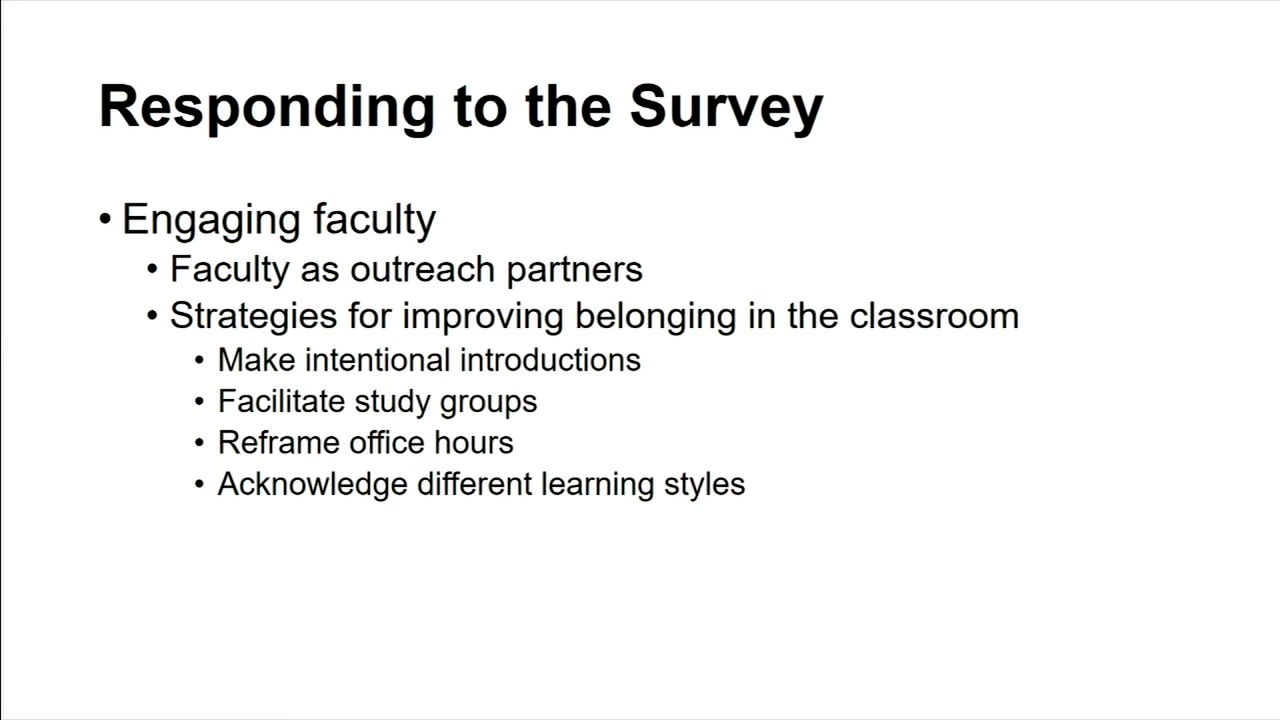 Responding to the Survey
• Engaging faculty
• Faculty as outreach partners
• Strategies for improving belonging in the classroom
• Make intentional introductions
• Facilitate study groups
• Reframe office hours
• Acknowledge different learning styles